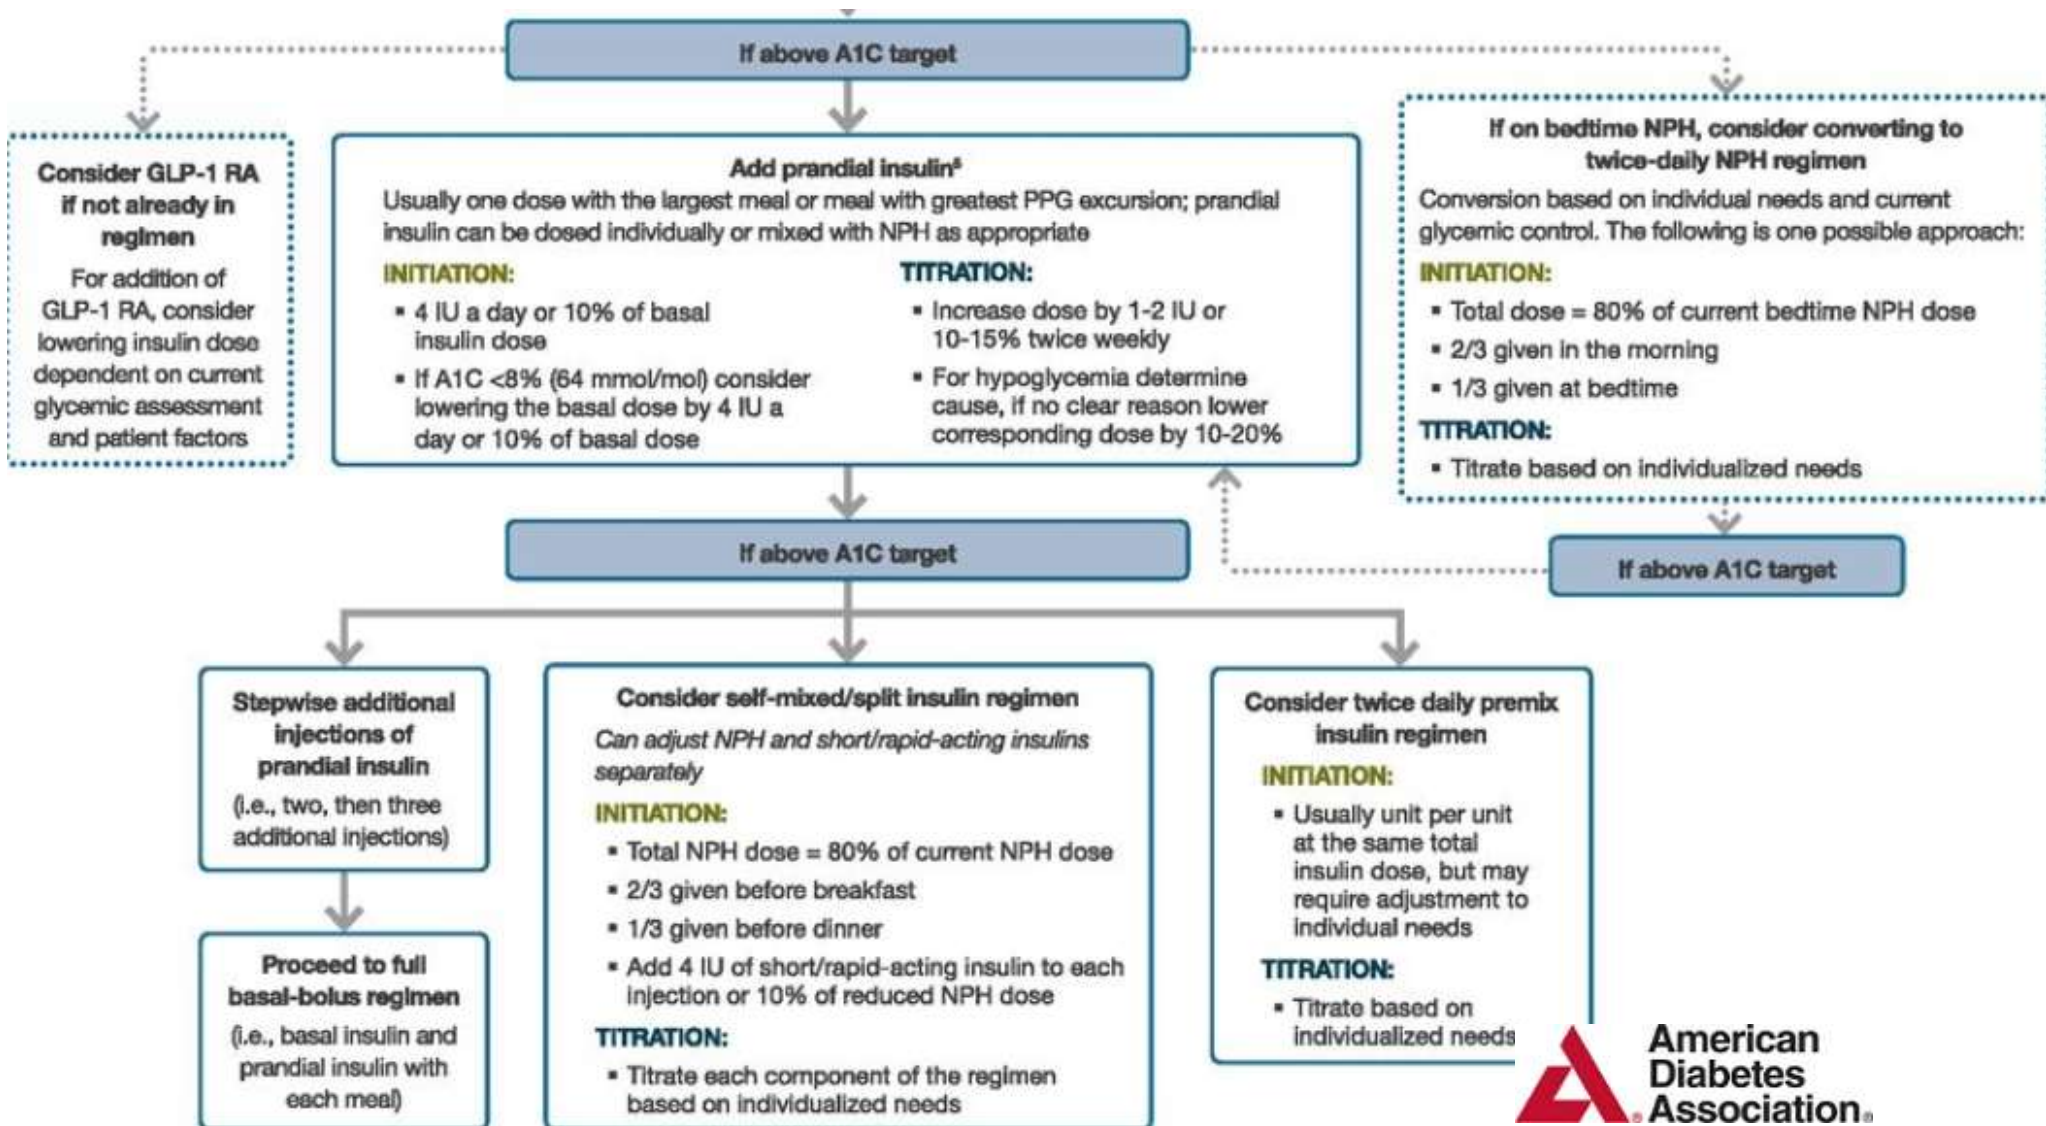 If above A1C target
Consider GLP-1 RA
if not already in
regimen
For addition of
GLP-1 RA, consider
lowering insulin dose
dependent on current
glycemic assessment
and patient factors
Add prandial insulin⁵
Usually one dose with the largest meal or meal with greatest PPG excursion; prandial
insulin can be dosed individually or mixed with NPH as appropriate
INITIATION:
▪ 4 IU a day or 10% of basal
insulin dose
▪ If A1C <8% (64 mmol/mol) consider
lowering the basal dose by 4 IU a
day or 10% of basal dose
TITRATION:
▪ Increase dose by 1-2 IU or
10-15% twice weekly
▪ For hypoglycemia determine
cause, if no clear reason lower
corresponding dose by 10-20%
If on bedtime NPH, consider converting to
twice-daily NPH regimen
Conversion based on individual needs and current
glycemic control. The following is one possible approach:
INITIATION:
▪ Total dose = 80% of current bedtime NPH dose
▪ 2/3 given in the morning
▪ 1/3 given at bedtime
TITRATION:
▪ Titrate based on individualized needs
If above A1C target
If above A1C target
Stepwise additional
injections of
prandial insulin
(i.e., two, then three
additional injections)
Proceed to full
basal-bolus regimen
(i.e., basal insulin and
prandial insulin with
each meal)
Consider self-mixed/split insulin regimen
Can adjust NPH and short/rapid-acting insulins
separately
INITIATION:
▪ Total NPH dose = 80% of current NPH dose
▪ 2/3 given before breakfast
▪ 1/3 given before dinner
▪ Add 4 IU of short/rapid-acting insulin to each
injection or 10% of reduced NPH dose
TITRATION:
▪ Titrate each component of the regimen
based on individualized needs
Consider twice daily premix
insulin regimen
INITIATION:
▪ Usually unit per unit
at the same total
insulin dose, but may
require adjustment to
individual needs
TITRATION:
▪ Titrate based on
individualized needs
American
Diabetes
Association®